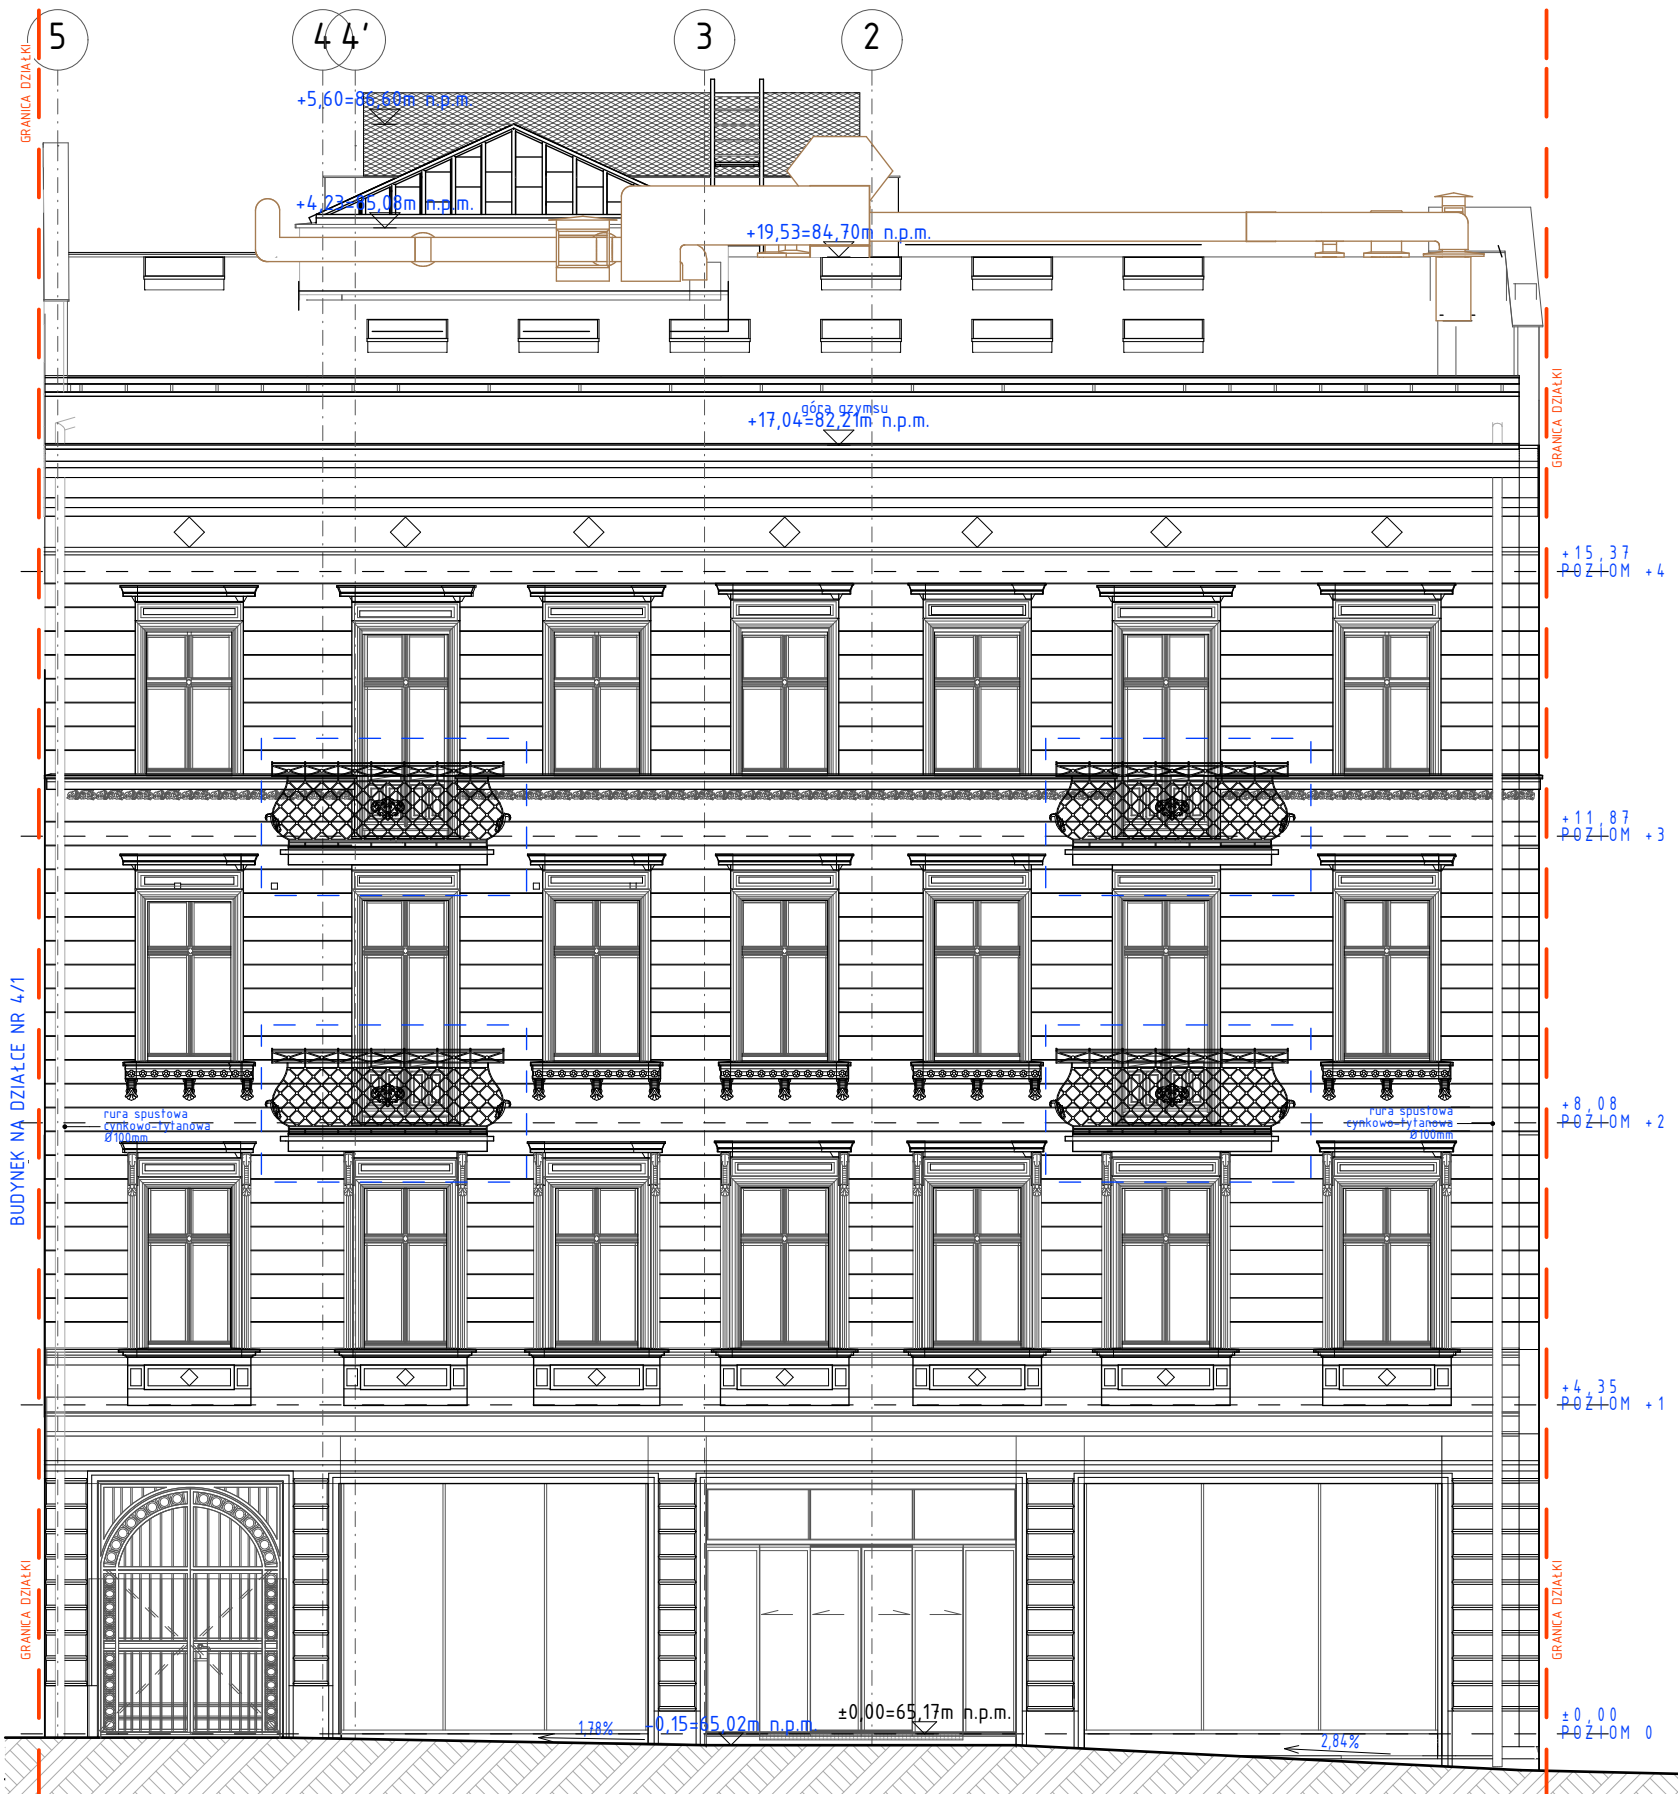 5
4
4'
3
2
GRANICA DZIAŁKI
+5,60=86,60m n.p.m.
+4,23=85,08m n.p.m.
+19,53=84,70m n.p.m.
góra gzymsu
+17,04=82,21m n.p.m.
GRANICA DZIAŁKI
+15,37
POZIOM +4
+11,87
POZIOM +3
BUDYNEK NA DZIAŁCE NR 4/1
rura spustowa
cynkowo-tytanowa
Ø100mm
rura spustowa
cynkowo-tytanowa
Ø100mm
+8,08
POZIOM +2
+4,35
POZIOM +1
GRANICA DZIAŁKI
GRANICA DZIAŁKI
1,78%
-0,15=65,02m n.p.m.
±0,00=65,17m n.p.m.
2,84%
±0,00
POZIOM 0